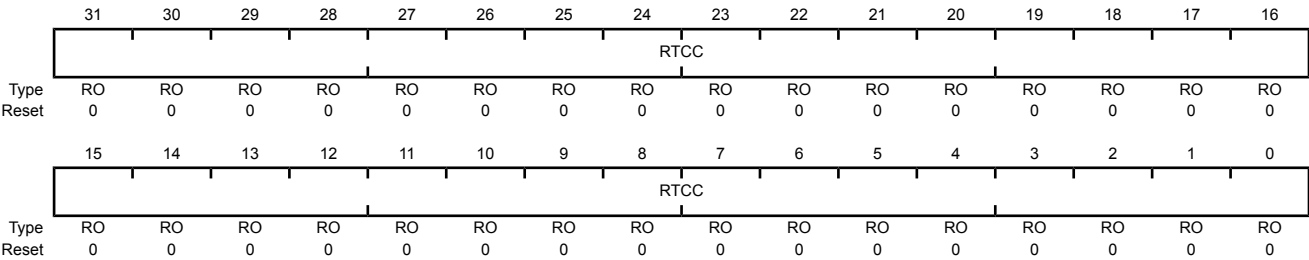 31 30 29 28 27 26 25 24 23 22 21 20 19 18 17 16
RTCC
Type RO RO RO RO RO RO RO RO RO RO RO RO RO RO RO RO
Reset 0 0 0 0 0 0 0 0 0 0 0 0 0 0 0 0
15 14 13 12 11 10 9 8 7 6 5 4 3 2 1 0
RTCC
Type RO RO RO RO RO RO RO RO RO RO RO RO RO RO RO RO
Reset 0 0 0 0 0 0 0 0 0 0 0 0 0 0 0 0